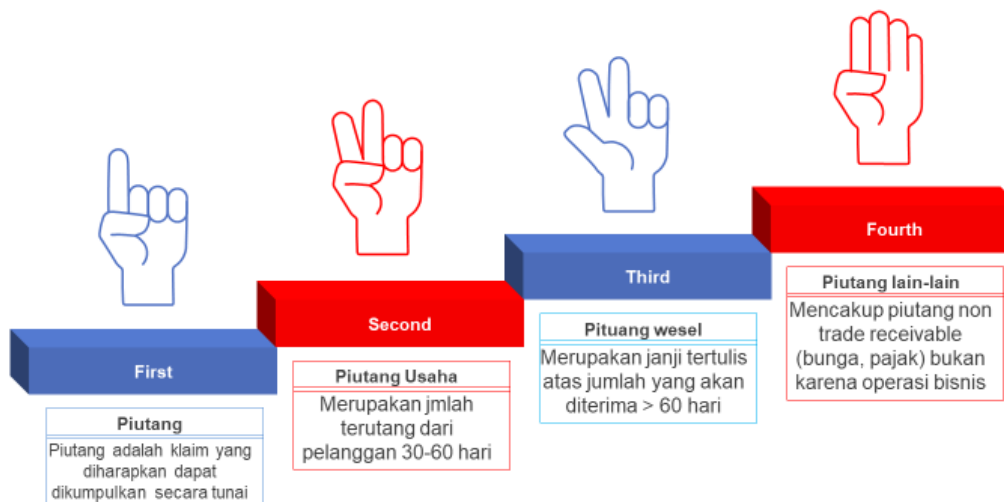 First
Piutang
Piutang adalah klaim yang
diharapkan dapat
dikumpulkan secara tunai
Second
Piutang Usaha
Merupakan jmlah
terutang dari
pelanggan 30-60 hari
Third
Pituang wesel
Merupakan janji tertulis
atas jumlah yang akan
diterima > 60 hari
Fourth
Piutang lain-lain
Mencakup piutang non
trade receivable
(bunga, pajak) bukan
karena operasi bisnis